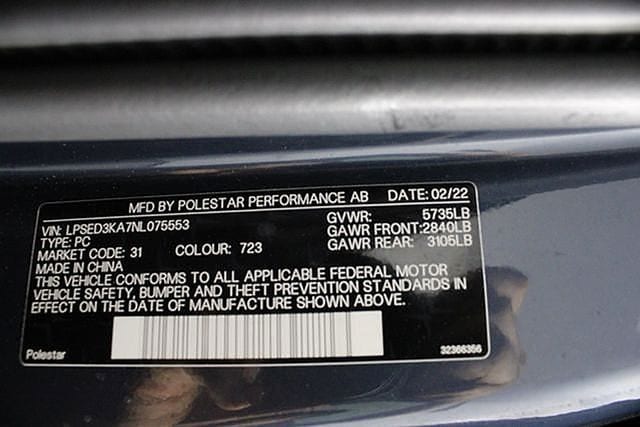 MFD BY POLESTAR PERFORMANCE AB DATE: 02/22
VIN: LPSED3KA7NL075553 GVWR: 5735LB
TYPE: PC GAWR FRONT: 2840LB
MARKET CODE: 31 COLOUR: 723 GAWR REAR: 3105LB
MADE IN CHINA
THIS VEHICLE CONFORMS TO ALL APPLICABLE FEDERAL MOTOR
VEHICLE SAFETY, BUMPER AND THEFT PREVENTION STANDARDS IN
EFFECT ON THE DATE OF MANUFACTURE SHOWN ABOVE.
Polestar 32366356